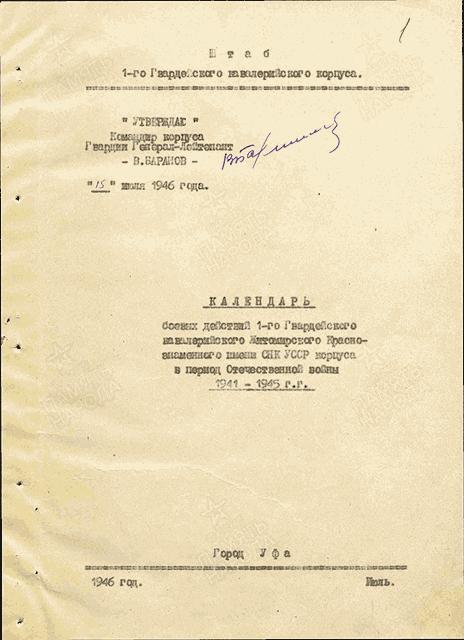 1
Штаб
1-го Гвардейского кавалерийского корпуса.
"УТВЕРЖДАЮ"
Командир корпуса
Гвардии Генерал-Лейтенант
- В.БАРАНОВ -
"15" июля 1946 года.
КАЛЕНДАРЬ
боевых действий 1-го Гвардейского
кавалерийского Житомирского Красно-
знаменного имени СНК УССР корпуса
в период Отечественной войны
1941 - 1945 г.г.
Город Уфа
1946 год. Июль.